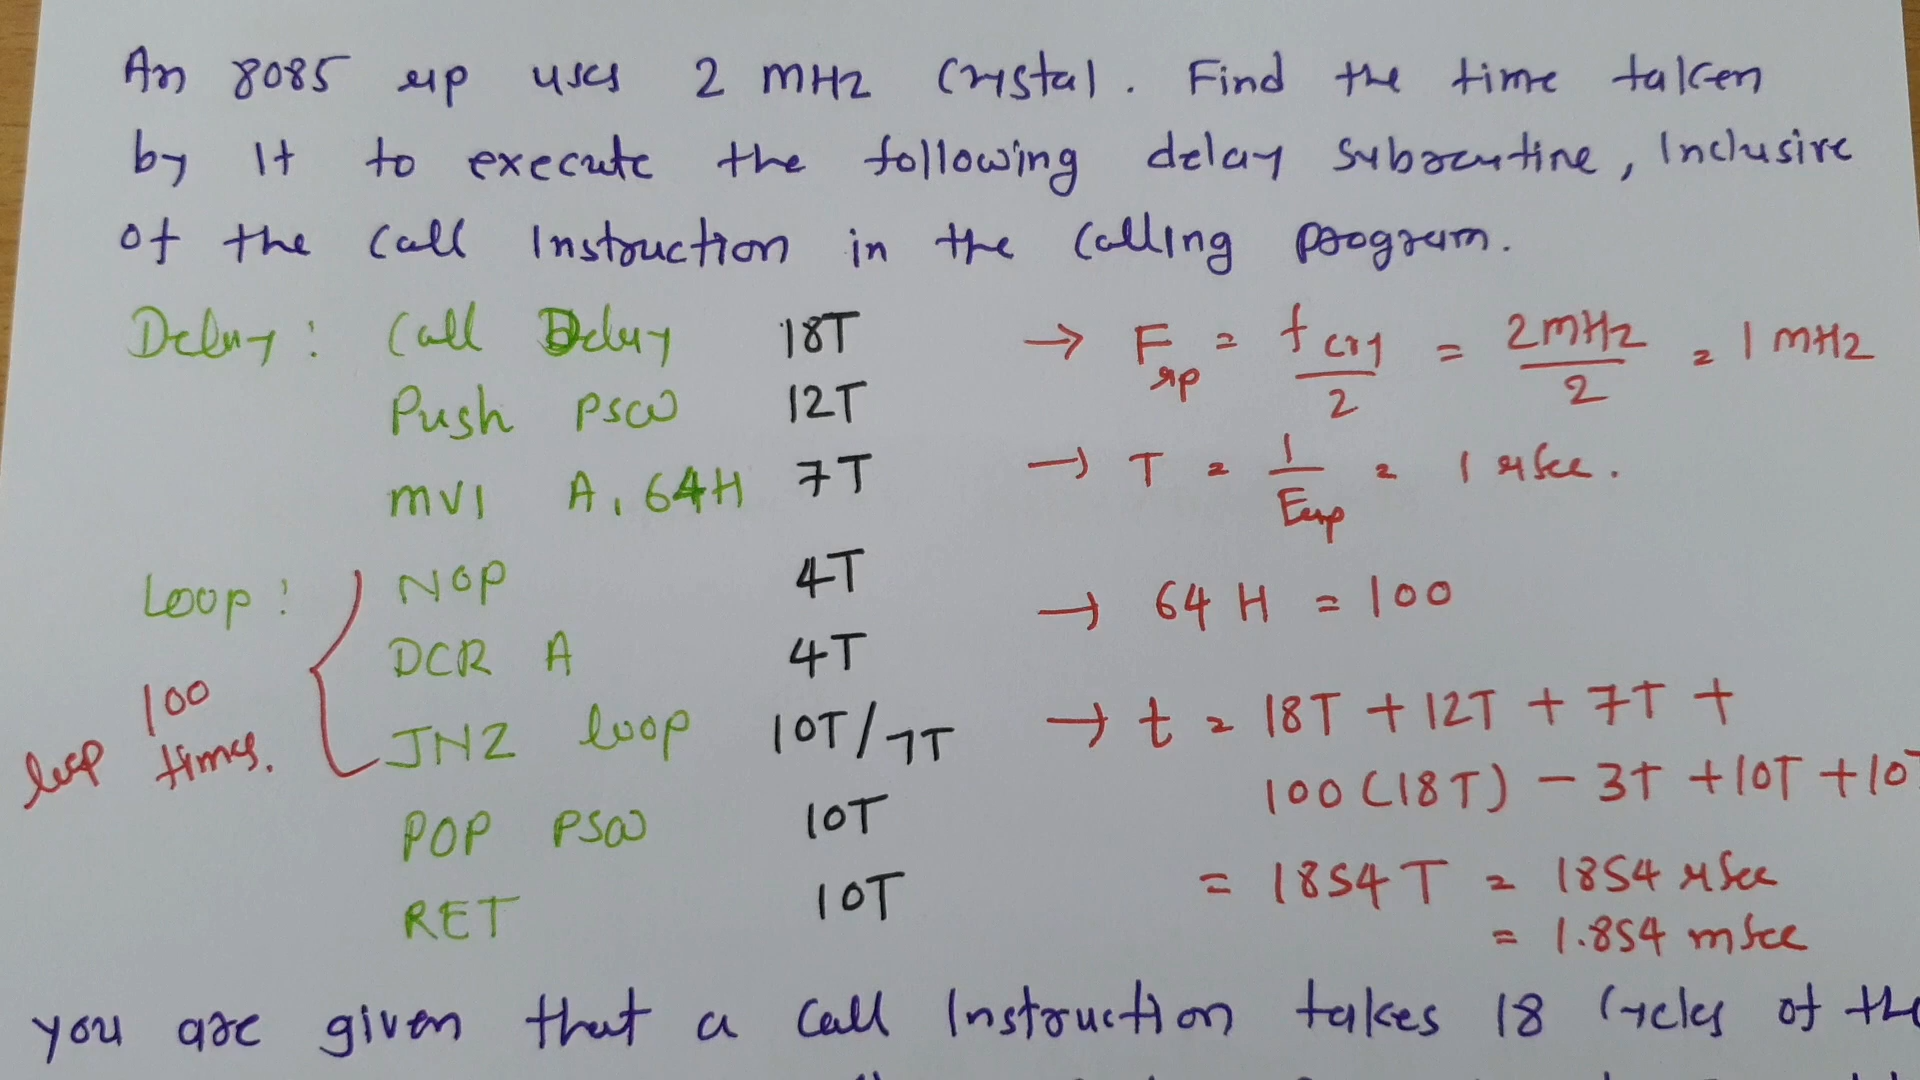 An 8085 µp uses 2 MHz Crystal. Find the time taken
by It to execute the following delay Subroutine, Inclusive
of the Call Instruction in the Calling program.
Delay: Call Delay 18T → Fµp = fcry/2 = 2MHz/2 = 1 MHz
Push PSW 12T
MVI A, 64H 7T → T = 1/Fµp = 1 µSec.
Loop: NOP 4T → 64 H = 100
DCR A 4T
JNZ loop 10T/7T → t = 18T + 12T + 7T +
loop 100 times.
100 (18T) - 3T + 10T + 10T
POP PSW 10T
= 1854 T = 1854 µSec
RET 10T
= 1.854 mSec
you are given that a Call Instruction takes 18 Cycles of the